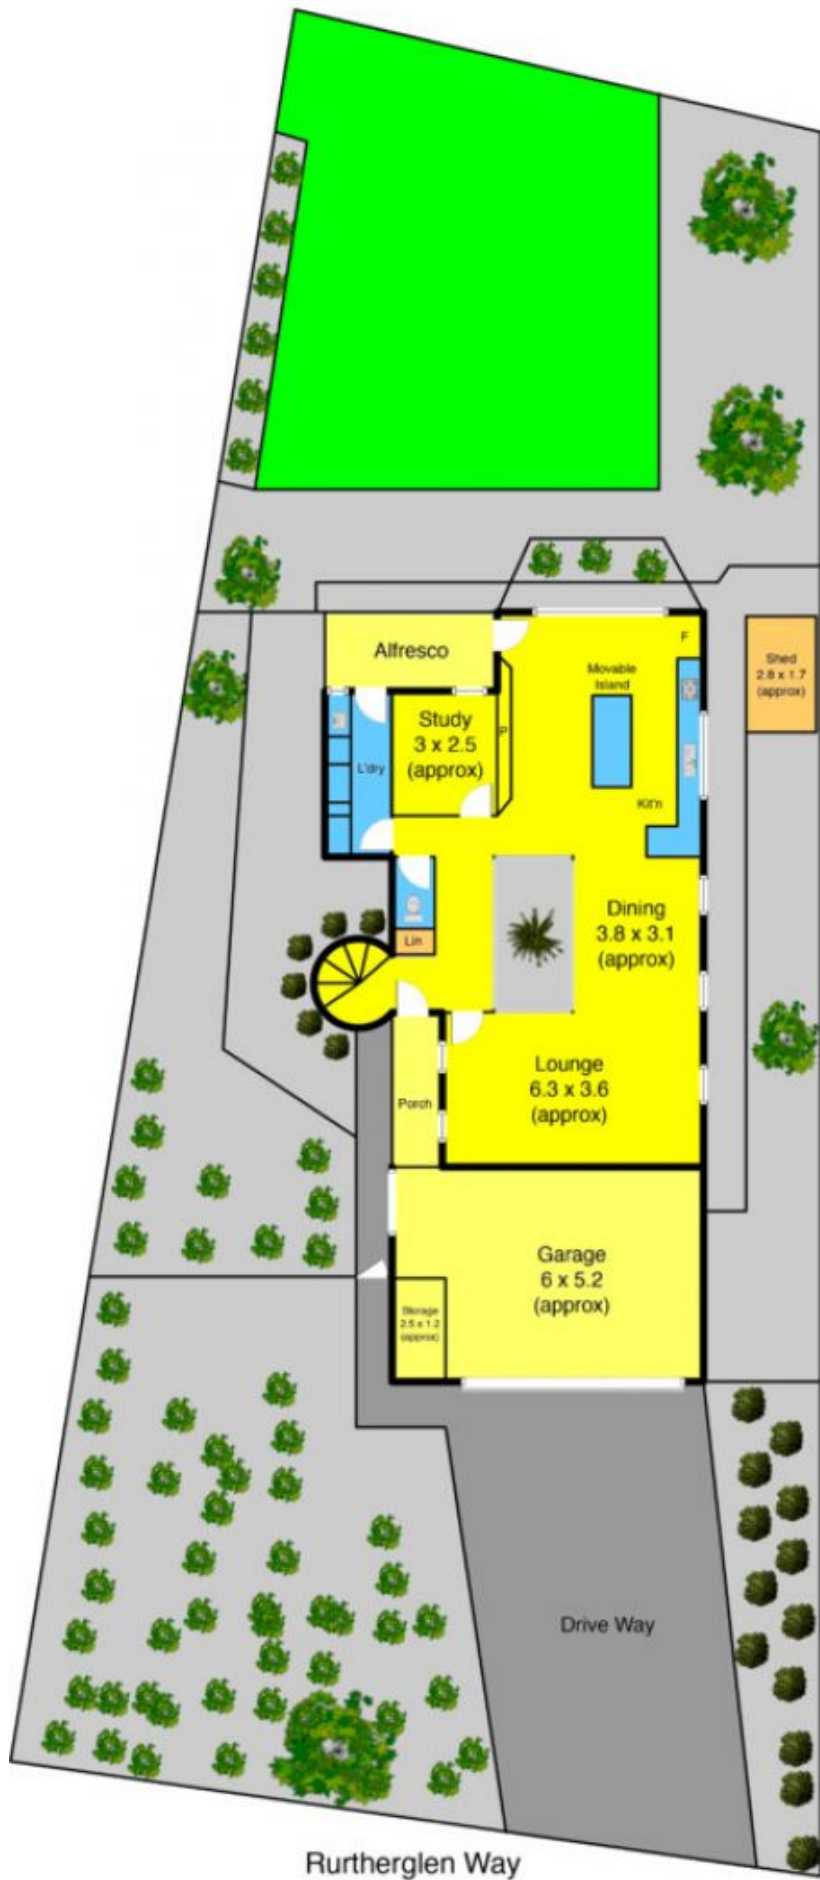 Alfresco
F
Shed
2.8 x 1.7
(approx)
Movable
Island
Study
3 x 2.5
(approx)
P
L'dry
Kit'n
Dining
3.8 x 3.1
(approx)
Lin
Lounge
6.3 x 3.6
(approx)
Porch
Garage
6 x 5.2
(approx)
Storage
2.5 x 1.2
(approx)
Drive Way
Rurtherglen Way